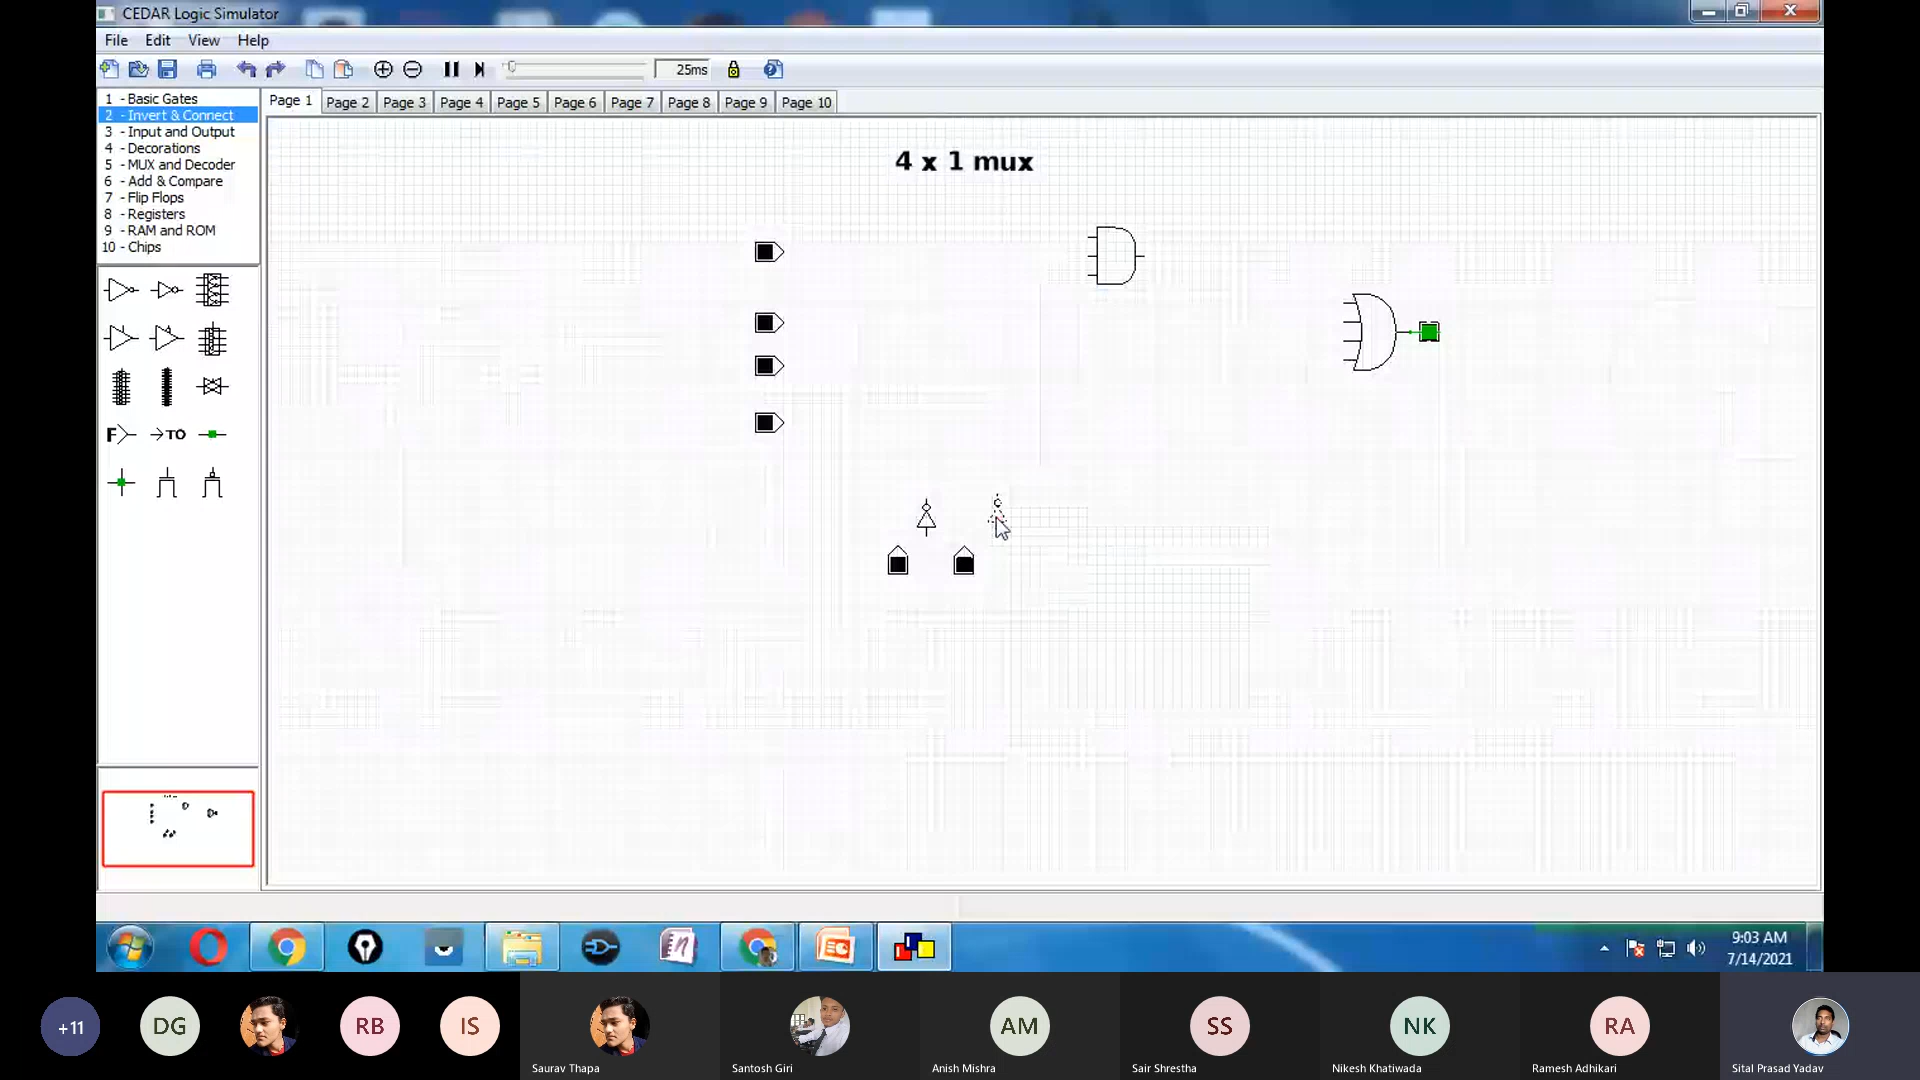 CEDAR Logic Simulator
File Edit View Help
25ms
1 - Basic Gates
2 - Invert & Connect
3 - Input and Output
4 - Decorations
5 - MUX and Decoder
6 - Add & Compare
7 - Flip Flops
8 - Registers
9 - RAM and ROM
10 - Chips
Page 1 Page 2 Page 3 Page 4 Page 5 Page 6 Page 7 Page 8 Page 9 Page 10
4 x 1 mux
F TO
9:03 AM
7/14/2021
+11 DG RB IS AM SS NK RA
Saurav Thapa Santosh Giri Anish Mishra Sair Shrestha Nikesh Khatiwada Ramesh Adhikari Sital Prasad Yadav